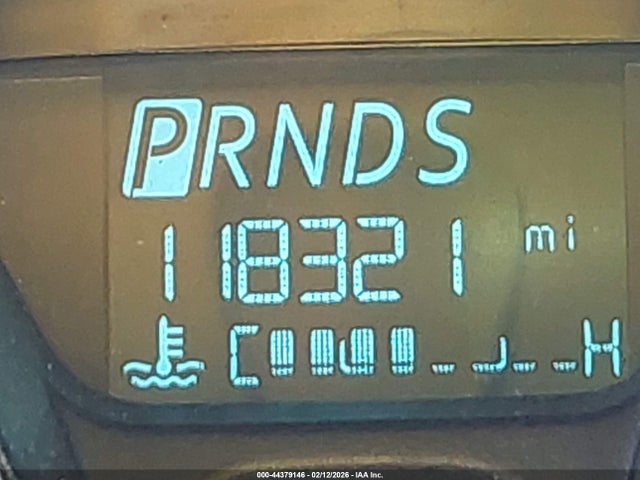 PRNDS
118321 mi
C H
000-44379146 - 02/12/2026 - IAA Inc.